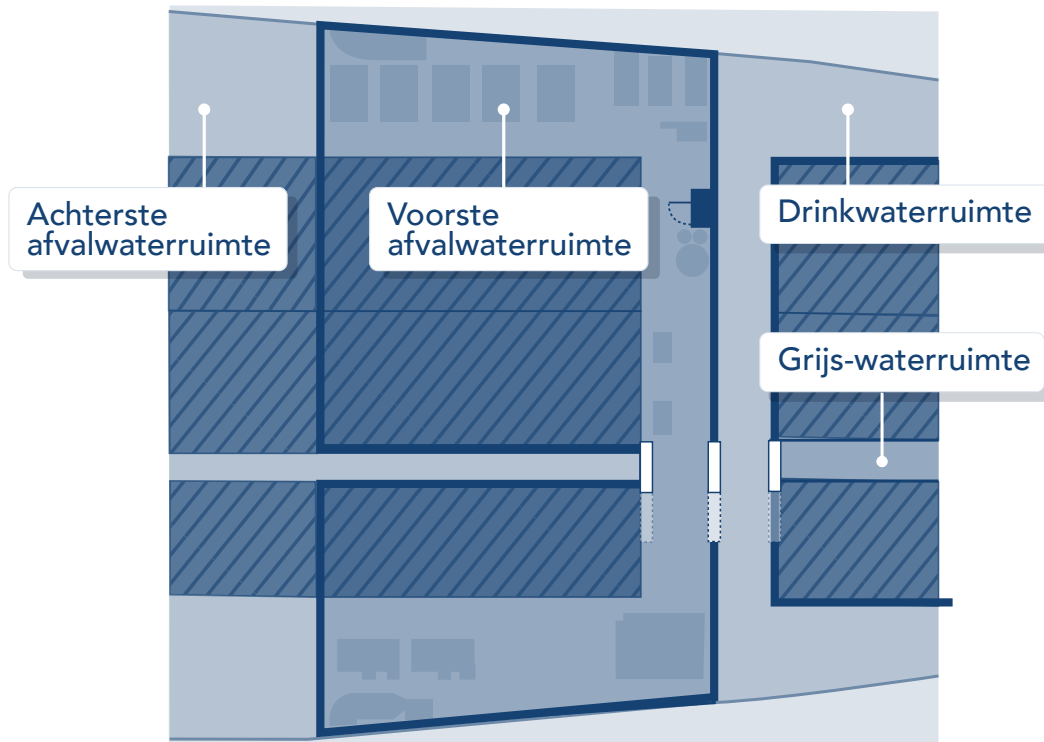 Achterste
afvalwaterruimte
Voorste
afvalwaterruimte
Drinkwaterruimte
Grijs-waterruimte